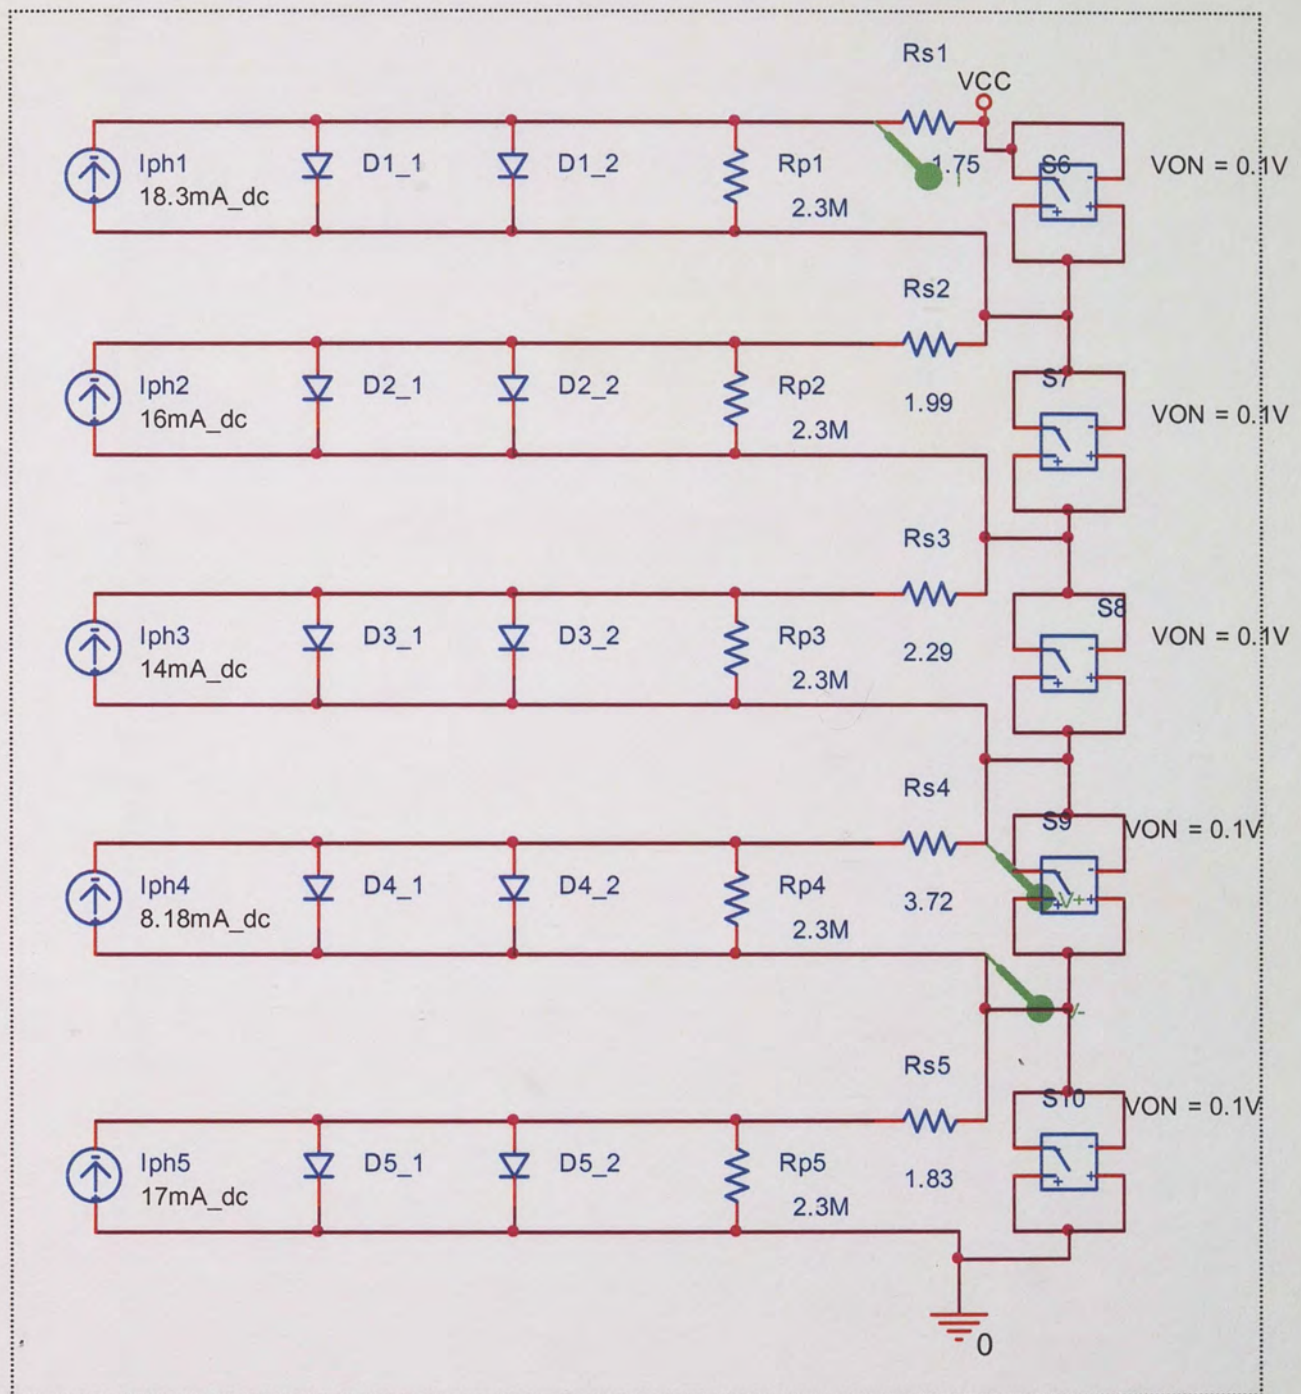 Rs1
VCC
Iph1
18.3mA_dc
D1_1
D1_2
Rp1
2.3M
1.75
I
S6
VON = 0.1V
Rs2
Iph2
16mA_dc
D2_1
D2_2
Rp2
2.3M
1.99
S7
VON = 0.1V
Rs3
Iph3
14mA_dc
D3_1
D3_2
Rp3
2.3M
2.29
S8
VON = 0.1V
Rs4
Iph4
8.18mA_dc
D4_1
D4_2
Rp4
2.3M
3.72
S9
VON = 0.1V
V+
V-
Rs5
Iph5
17mA_dc
D5_1
D5_2
Rp5
2.3M
1.83
S10
VON = 0.1V
0